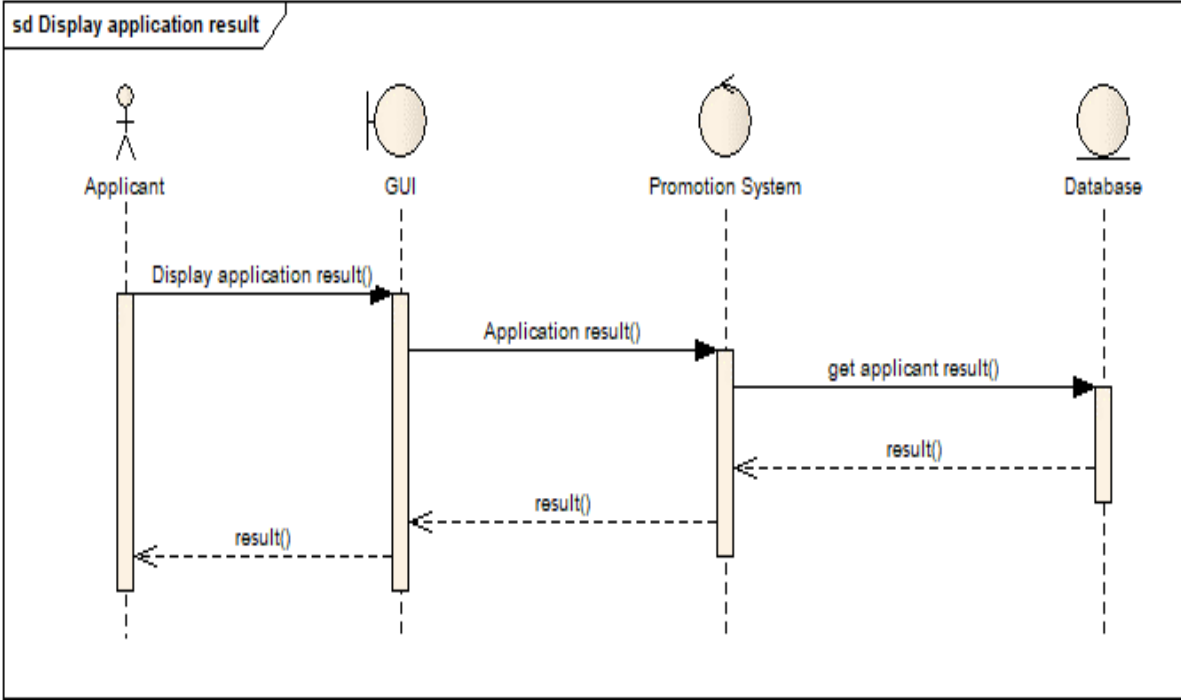 sd Display application result
Applicant
GUI
Promotion System
Database
Display application result()
Application result()
get applicant result()
result()
result()
result()